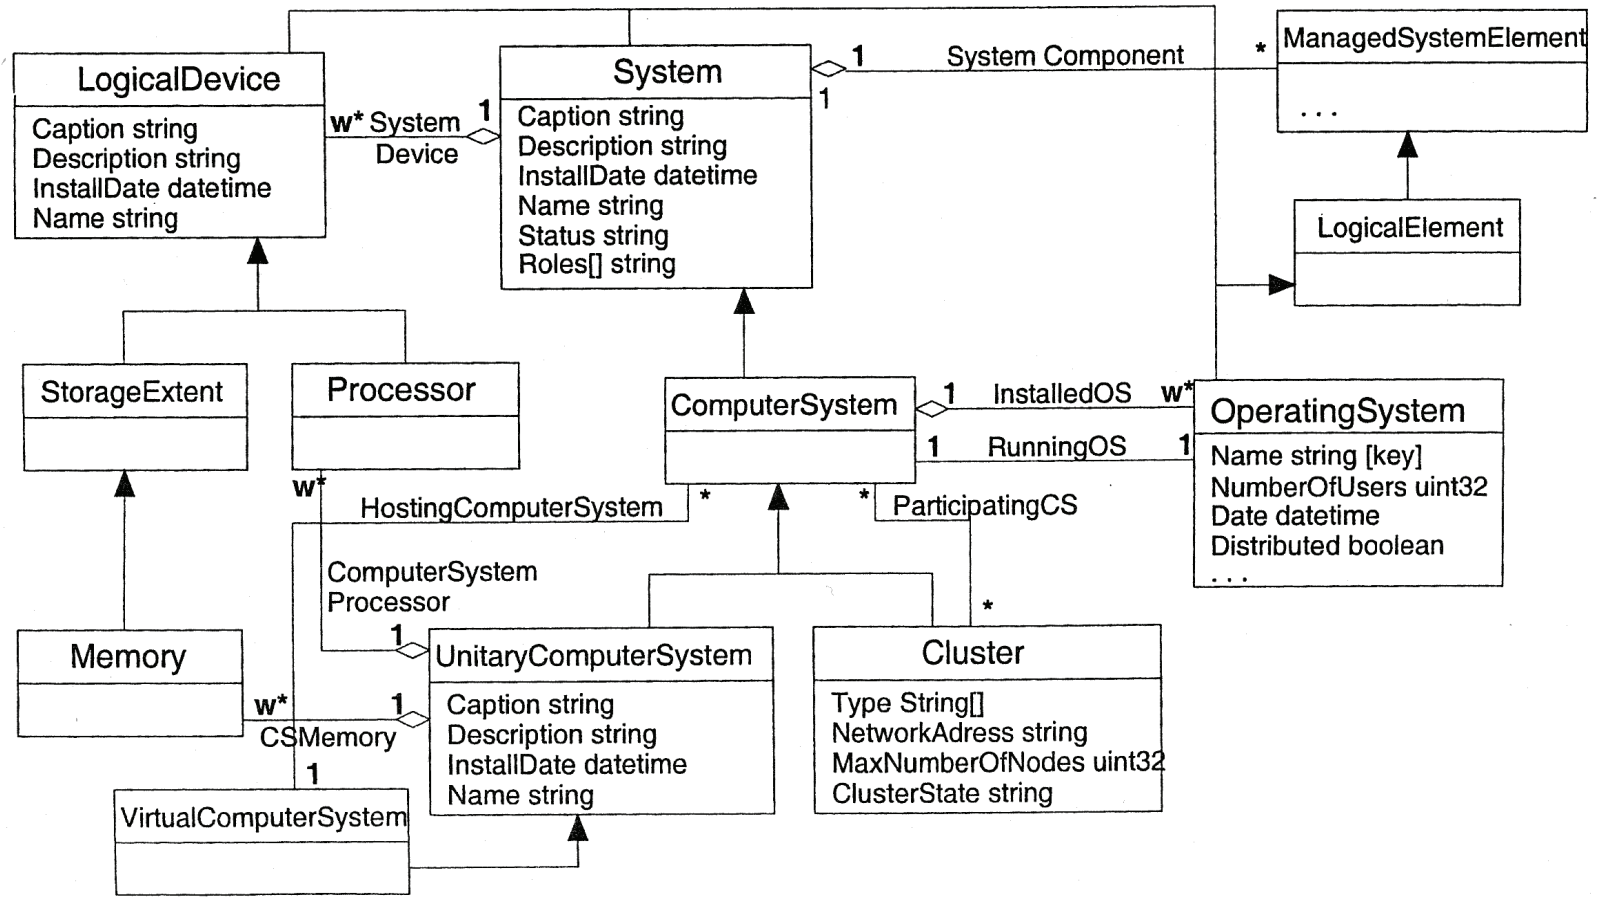 LogicalDevice
Caption string
Description string
InstallDate datetime
Name string
w* System 1
Device
System
Caption string
Description string
InstallDate datetime
Name string
Status string
Roles[] string
1 System Component *
1
ManagedSystemElement
. . .
LogicalElement
StorageExtent
Processor
ComputerSystem
1 InstalledOS w*
1 RunningOS 1
OperatingSystem
Name string [key]
NumberOfUsers uint32
Date datetime
Distributed boolean
. . .
w*
HostingComputerSystem *
* ParticipatingCS
*
ComputerSystem
Processor
1
Memory
w* 1
CSMemory
1
UnitaryComputerSystem
Caption string
Description string
InstallDate datetime
Name string
Cluster
Type String[]
NetworkAdress string
MaxNumberOfNodes uint32
ClusterState string
VirtualComputerSystem